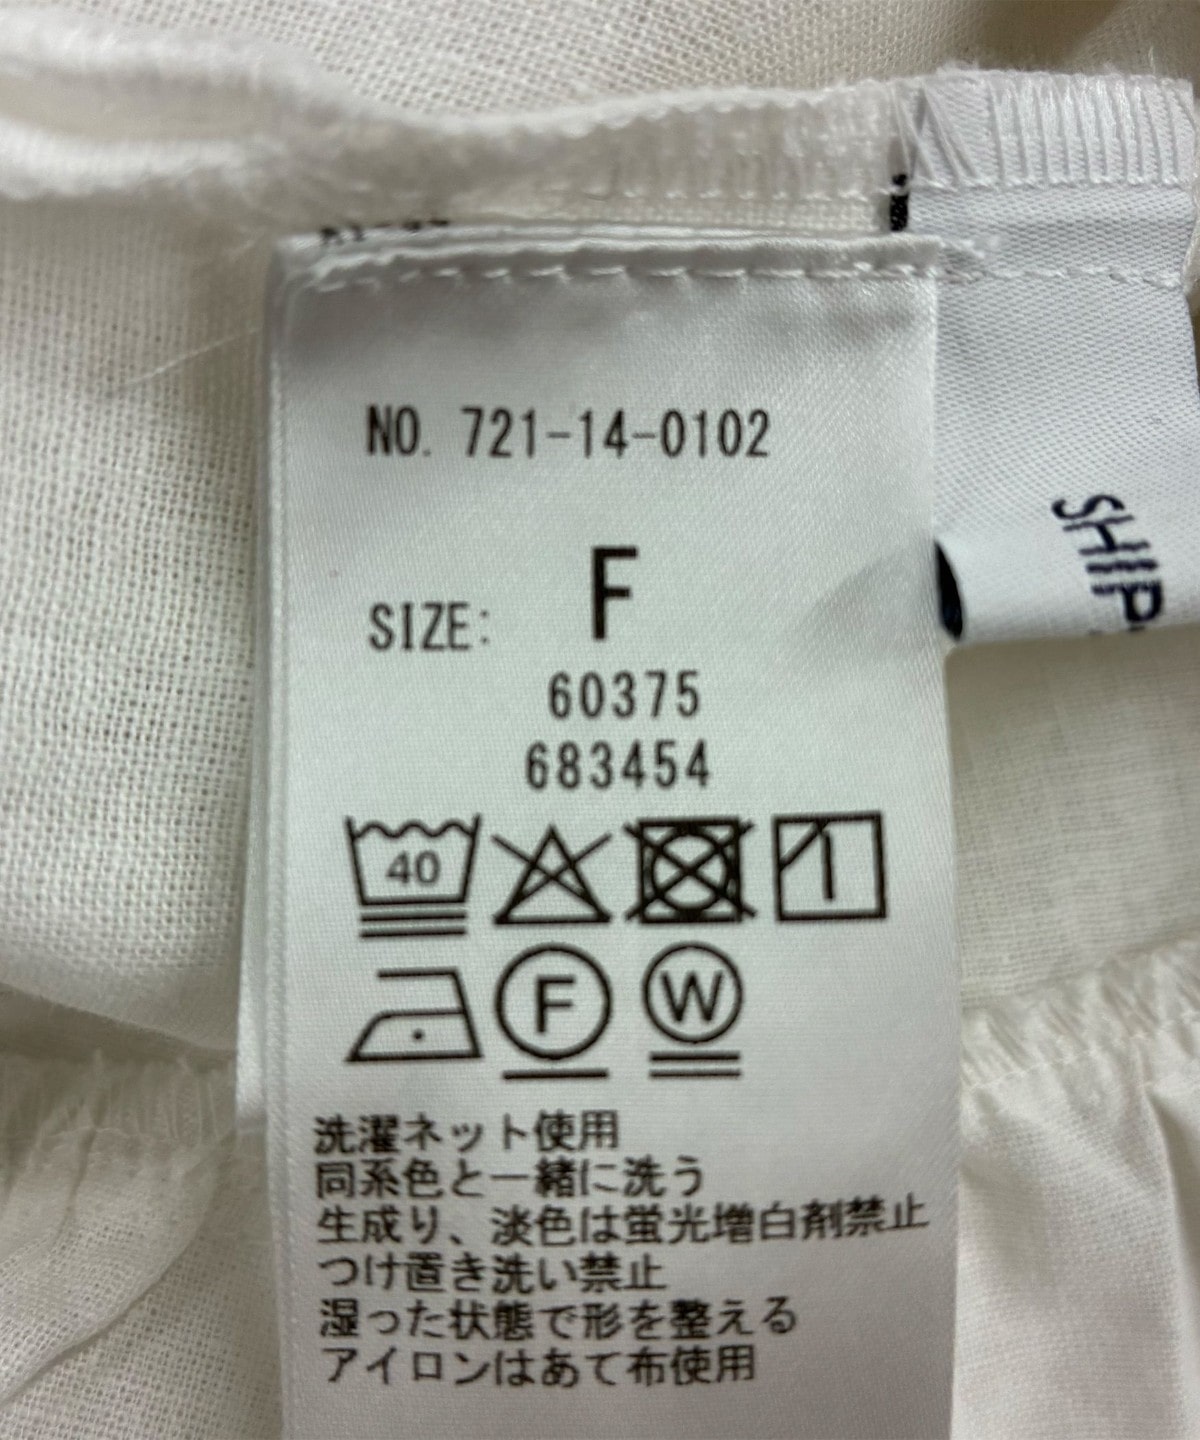 NO. 721-14-0102
SIZE: F
60375
683454
40
F W
洗濯ネット使用
同系色と一緒に洗う
生成り、淡色は蛍光増白剤禁止
つけ置き洗い禁止
湿った状態で形を整える
アイロンはあて布使用
SHIP